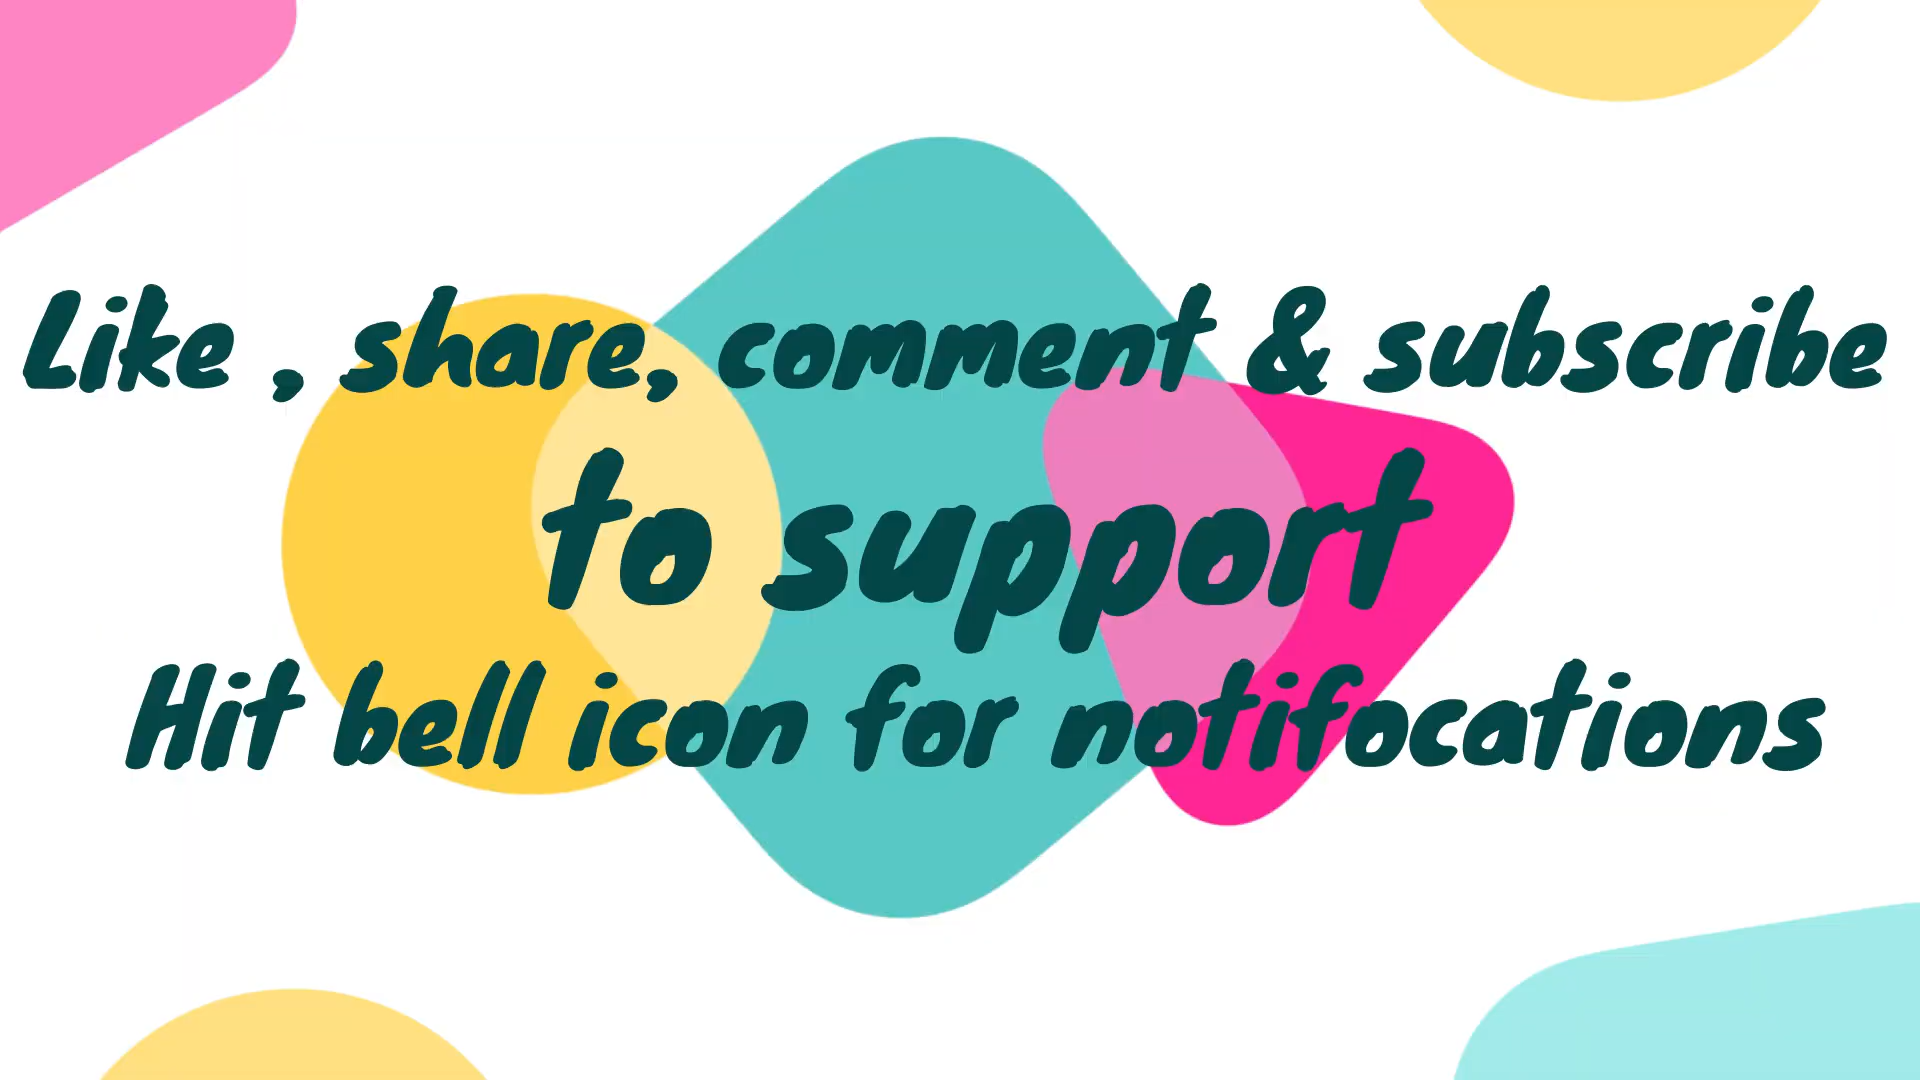 Like , share, comment & subscribe
to support
Hit bell icon for notifocations